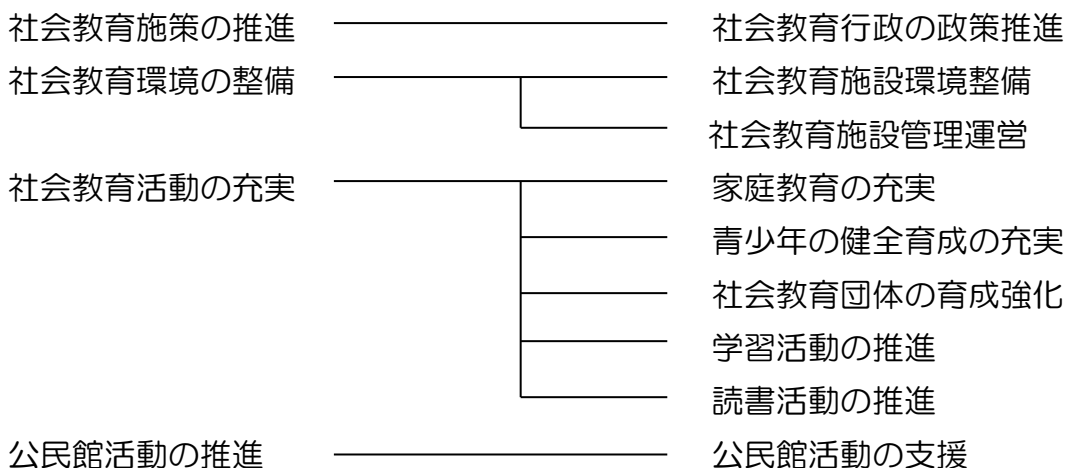 社会教育施策の推進 社会教育行政の政策推進
社会教育環境の整備 社会教育施設環境整備
社会教育施設管理運営
社会教育活動の充実 家庭教育の充実
青少年の健全育成の充実
社会教育団体の育成強化
学習活動の推進
読書活動の推進
公民館活動の推進 公民館活動の支援